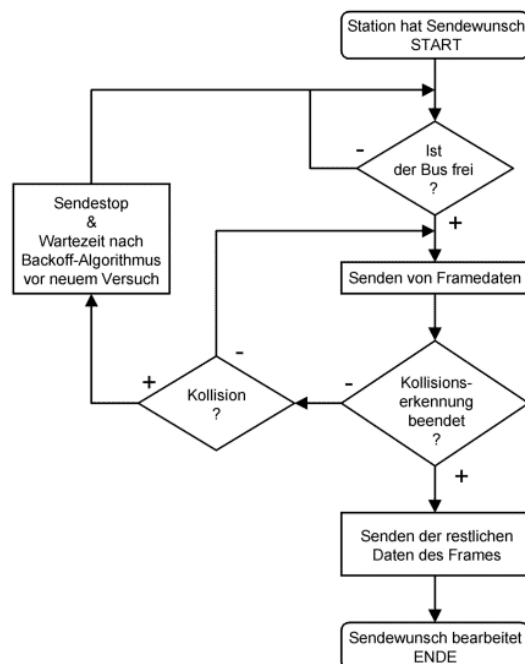 Station hat Sendewunsch
START
-
Ist
der Bus frei
?
+
Sendestop
&
Wartezeit nach
Backoff-Algorithmus
vor neuem Versuch
Senden von Framedaten
-
+
Kollision
?
-
Kollisions-
erkennung
beendet
?
+
Senden der restlichen
Daten des Frames
Sendewunsch bearbeitet
ENDE